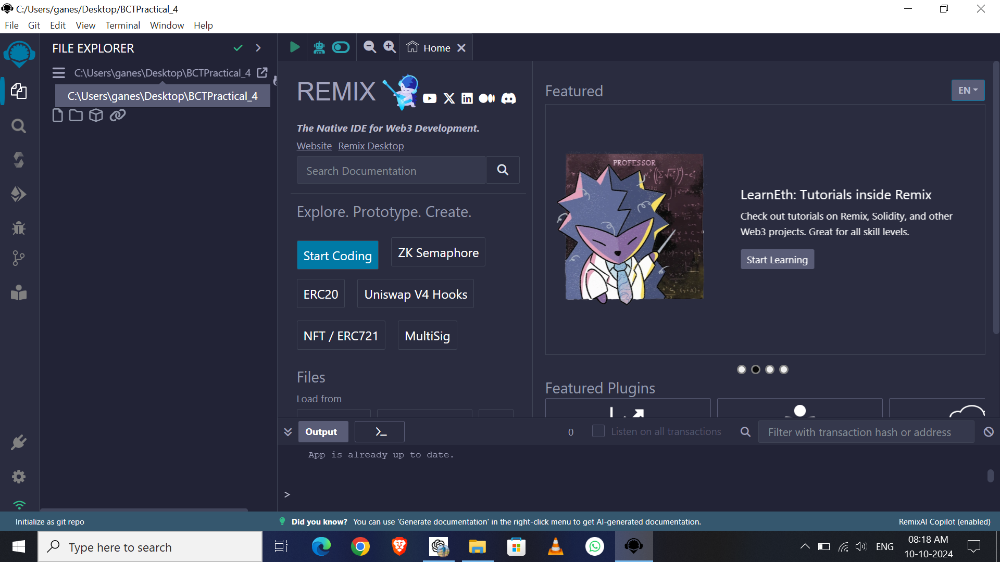 C:/Users/ganes/Desktop/BCTPractical_4
File Git Edit View Terminal Window Help
FILE EXPLORER
C:\Users\ganes\Desktop\BCTPractical_4
C:\Users\ganes\Desktop\BCTPractical_4
Home
REMIX
The Native IDE for Web3 Development.
Website Remix Desktop
Search Documentation
Explore. Prototype. Create.
Start Coding
ZK Semaphore
ERC20
Uniswap V4 Hooks
NFT / ERC721
MultiSig
Files
Load from
Featured
EN
PROFESSOR
LearnEth: Tutorials inside Remix
Check out tutorials on Remix, Solidity, and other
Web3 projects. Great for all skill levels.
Start Learning
Featured Plugins
Output
>_
0
Listen on all transactions
Filter with transaction hash or address
App is already up to date.
>
Initialize as git repo
Did you know? You can use 'Generate documentation' in the right-click menu to get AI-generated documentation.
RemixAI Copilot (enabled)
Type here to search
ENG
08:18 AM
10-10-2024